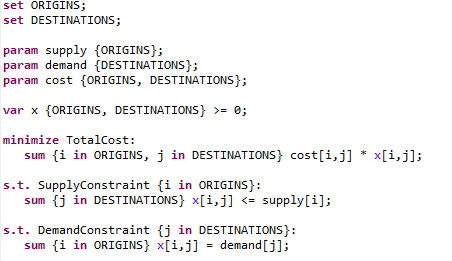 set ORIGINS;
set DESTINATIONS;

param supply {ORIGINS};
param demand {DESTINATIONS};
param cost {ORIGINS, DESTINATIONS};

var x {ORIGINS, DESTINATIONS} >= 0;

minimize TotalCost:
   sum {i in ORIGINS, j in DESTINATIONS} cost[i,j] * x[i,j];

s.t. SupplyConstraint {i in ORIGINS}:
   sum {j in DESTINATIONS} x[i,j] <= supply[i];

s.t. DemandConstraint {j in DESTINATIONS}:
   sum {i in ORIGINS} x[i,j] = demand[j];